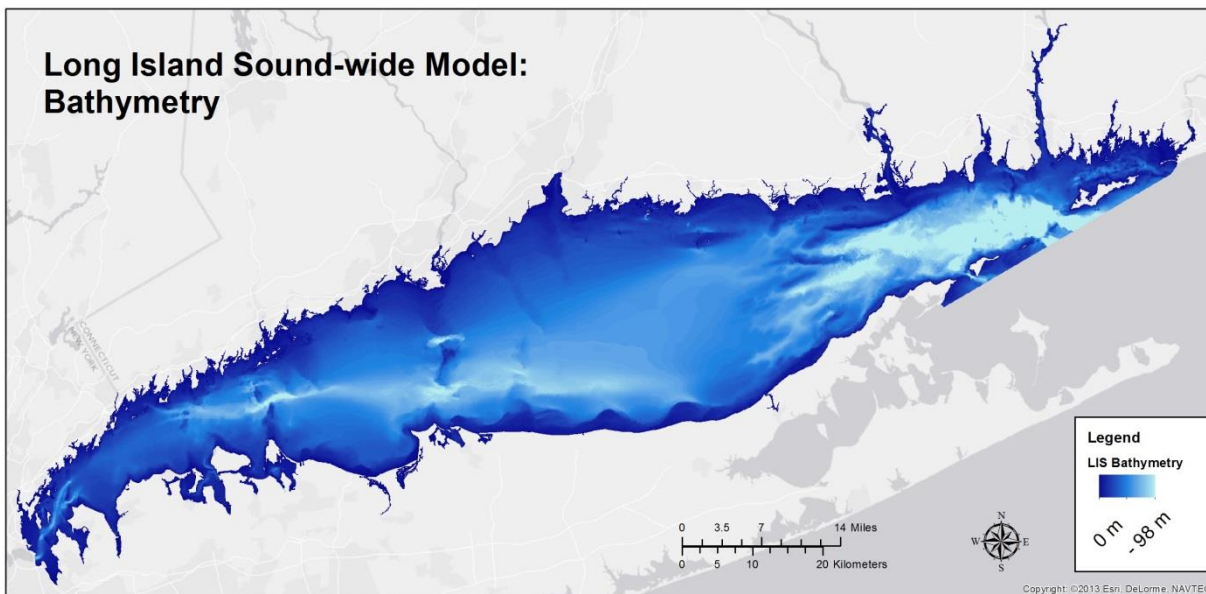 Long Island Sound-wide Model:
Bathymetry
CONNECTICUT
NEW YORK
Legend
LIS Bathymetry
0 m
-98 m
0 3.5 7 14 Miles
0 5 10 20 Kilometers
N
W E
S
Copyright: ©2013 Esri, DeLorme, NAVTEQ